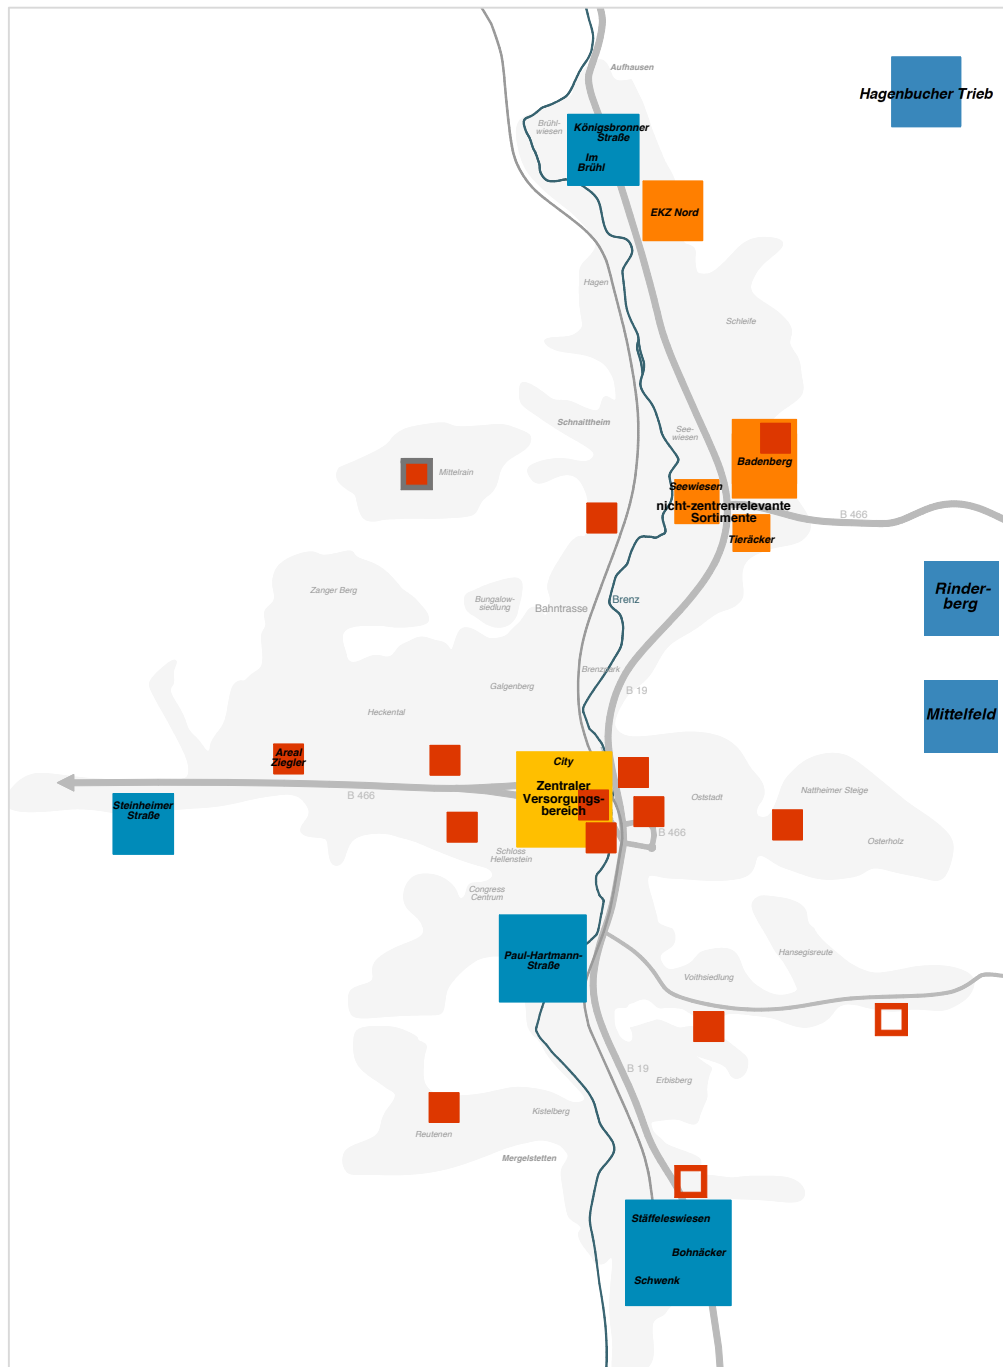 Aufhausen
Hagenbucher Trieb
Brühl-
wiesen
Königsbronner
Straße
Im
Brühl
EKZ Nord
Hagen
Schleife
Schnaittheim
See-
wiesen
Badenberg
Mittelrain
Seewiesen
nicht-zentrenrelevante
Sortimente
B 466
Tieräcker
Zanger Berg
Bungalow-
siedlung
Bahntrasse
Brenz
Rinder-
berg
Brenzpark
Galgenberg
B 19
Heckental
Mittelfeld
Areal
Ziegler
City
Zentraler
Versorgungs-
bereich
B 466
Steinheimer
Straße
Oststadt
Nattheimer Steige
B 466
Osterholz
Schloss
Hellenstein
Congress
Centrum
Paul-Hartmann-
Straße
Hansegisreute
Voithsiedlung
B 19
Erbisberg
Kistelberg
Reutenen
Mergelstetten
Stäffeleswiesen
Bohnäcker
Schwenk